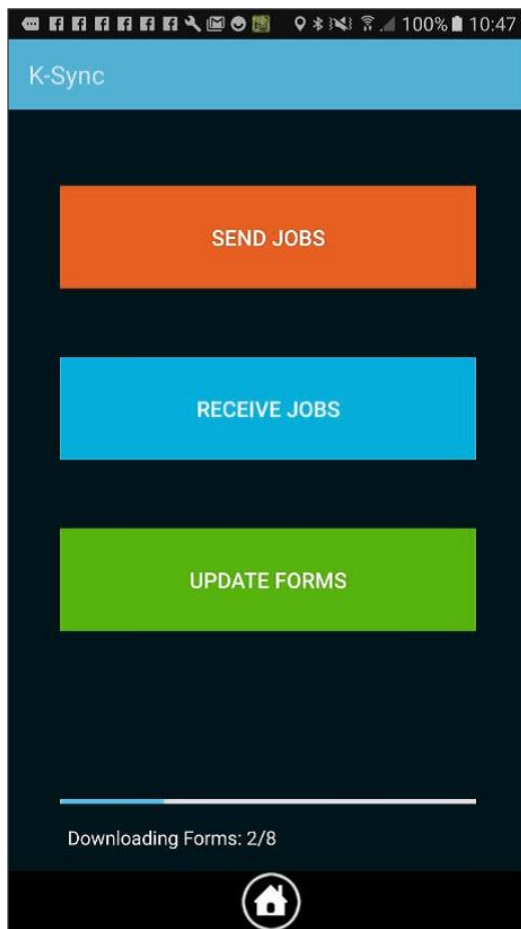 100% 10:47
K-Sync
SEND JOBS
RECEIVE JOBS
UPDATE FORMS
Downloading Forms: 2/8